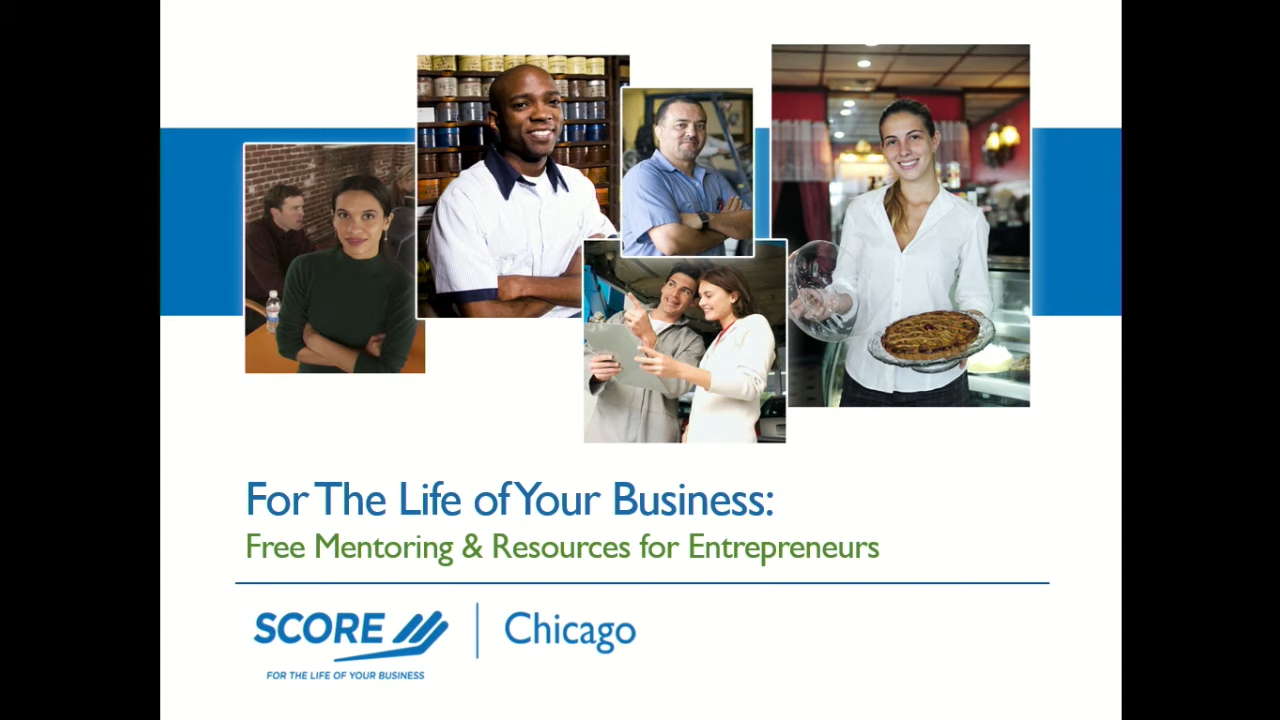 For The Life of Your Business:
Free Mentoring & Resources for Entrepreneurs
SCORE | Chicago
FOR THE LIFE OF YOUR BUSINESS